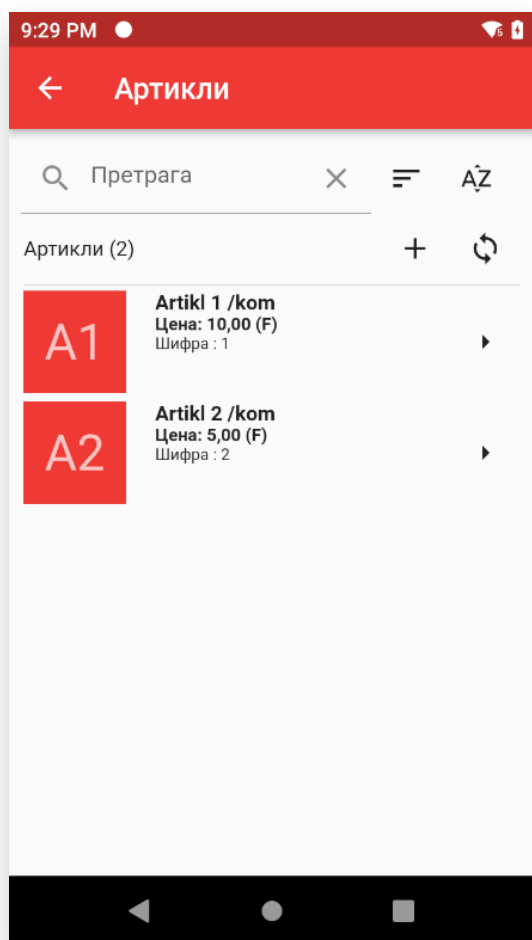 9:29 PM
Артикли
Претрага
AZ
Артикли (2)
A1
Artikl 1 /kom
Цена: 10,00 (F)
Шифра : 1
A2
Artikl 2 /kom
Цена: 5,00 (F)
Шифра : 2